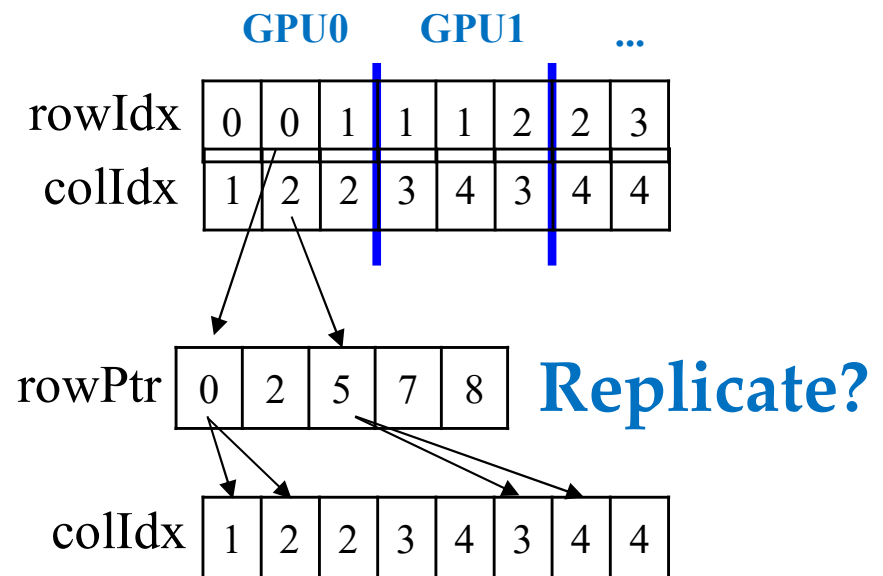 GPU0 GPU1 ...
rowIdx 0 0 1 1 1 2 2 3
colIdx 1 2 2 3 4 3 4 4
rowPtr 0 2 5 7 8 Replicate?
colIdx 1 2 2 3 4 3 4 4